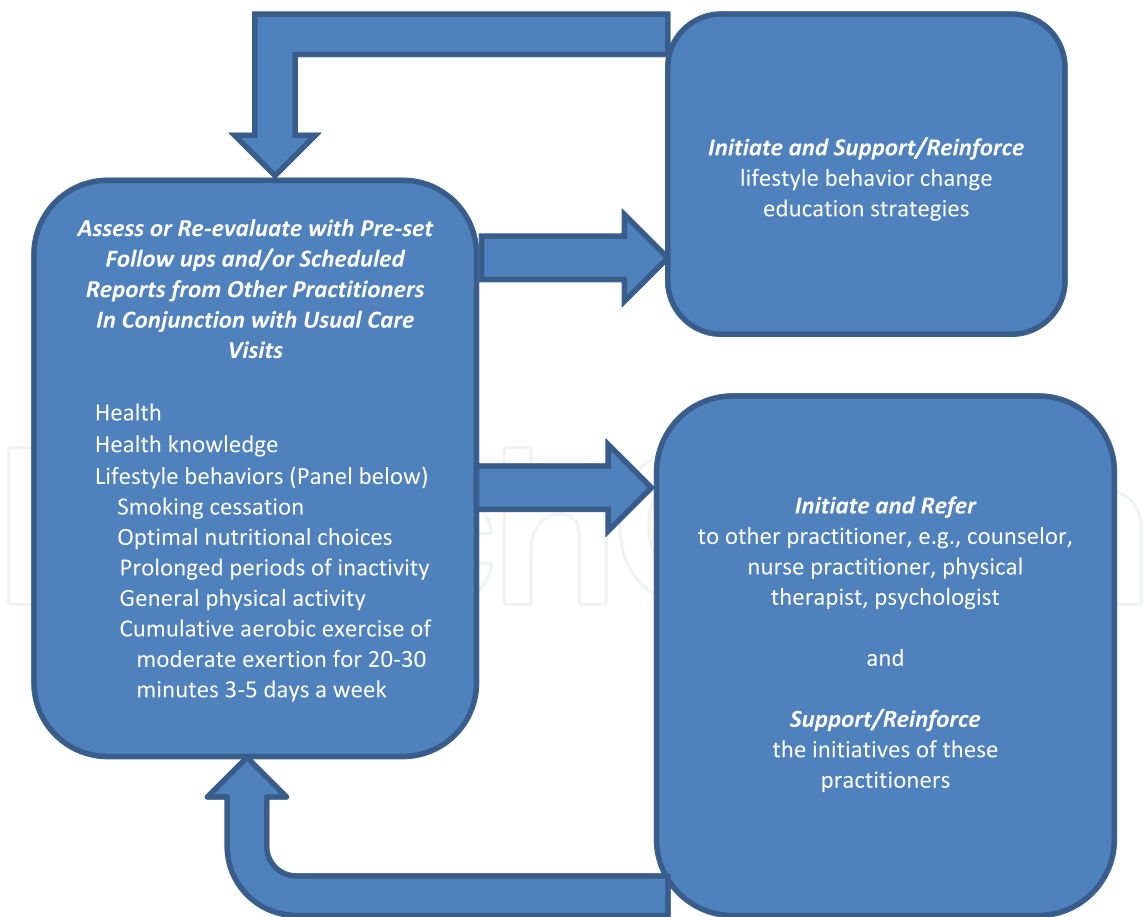 Assess or Re-evaluate with Pre-set
Follow ups and/or Scheduled
Reports from Other Practitioners
In Conjunction with Usual Care
Visits
Health
Health knowledge
Lifestyle behaviors (Panel below)
Smoking cessation
Optimal nutritional choices
Prolonged periods of inactivity
General physical activity
Cumulative aerobic exercise of
moderate exertion for 20-30
minutes 3-5 days a week
Initiate and Support/Reinforce
lifestyle behavior change
education strategies
Initiate and Refer
to other practitioner, e.g., counselor,
nurse practitioner, physical
therapist, psychologist
and
Support/Reinforce
the initiatives of these
practitioners